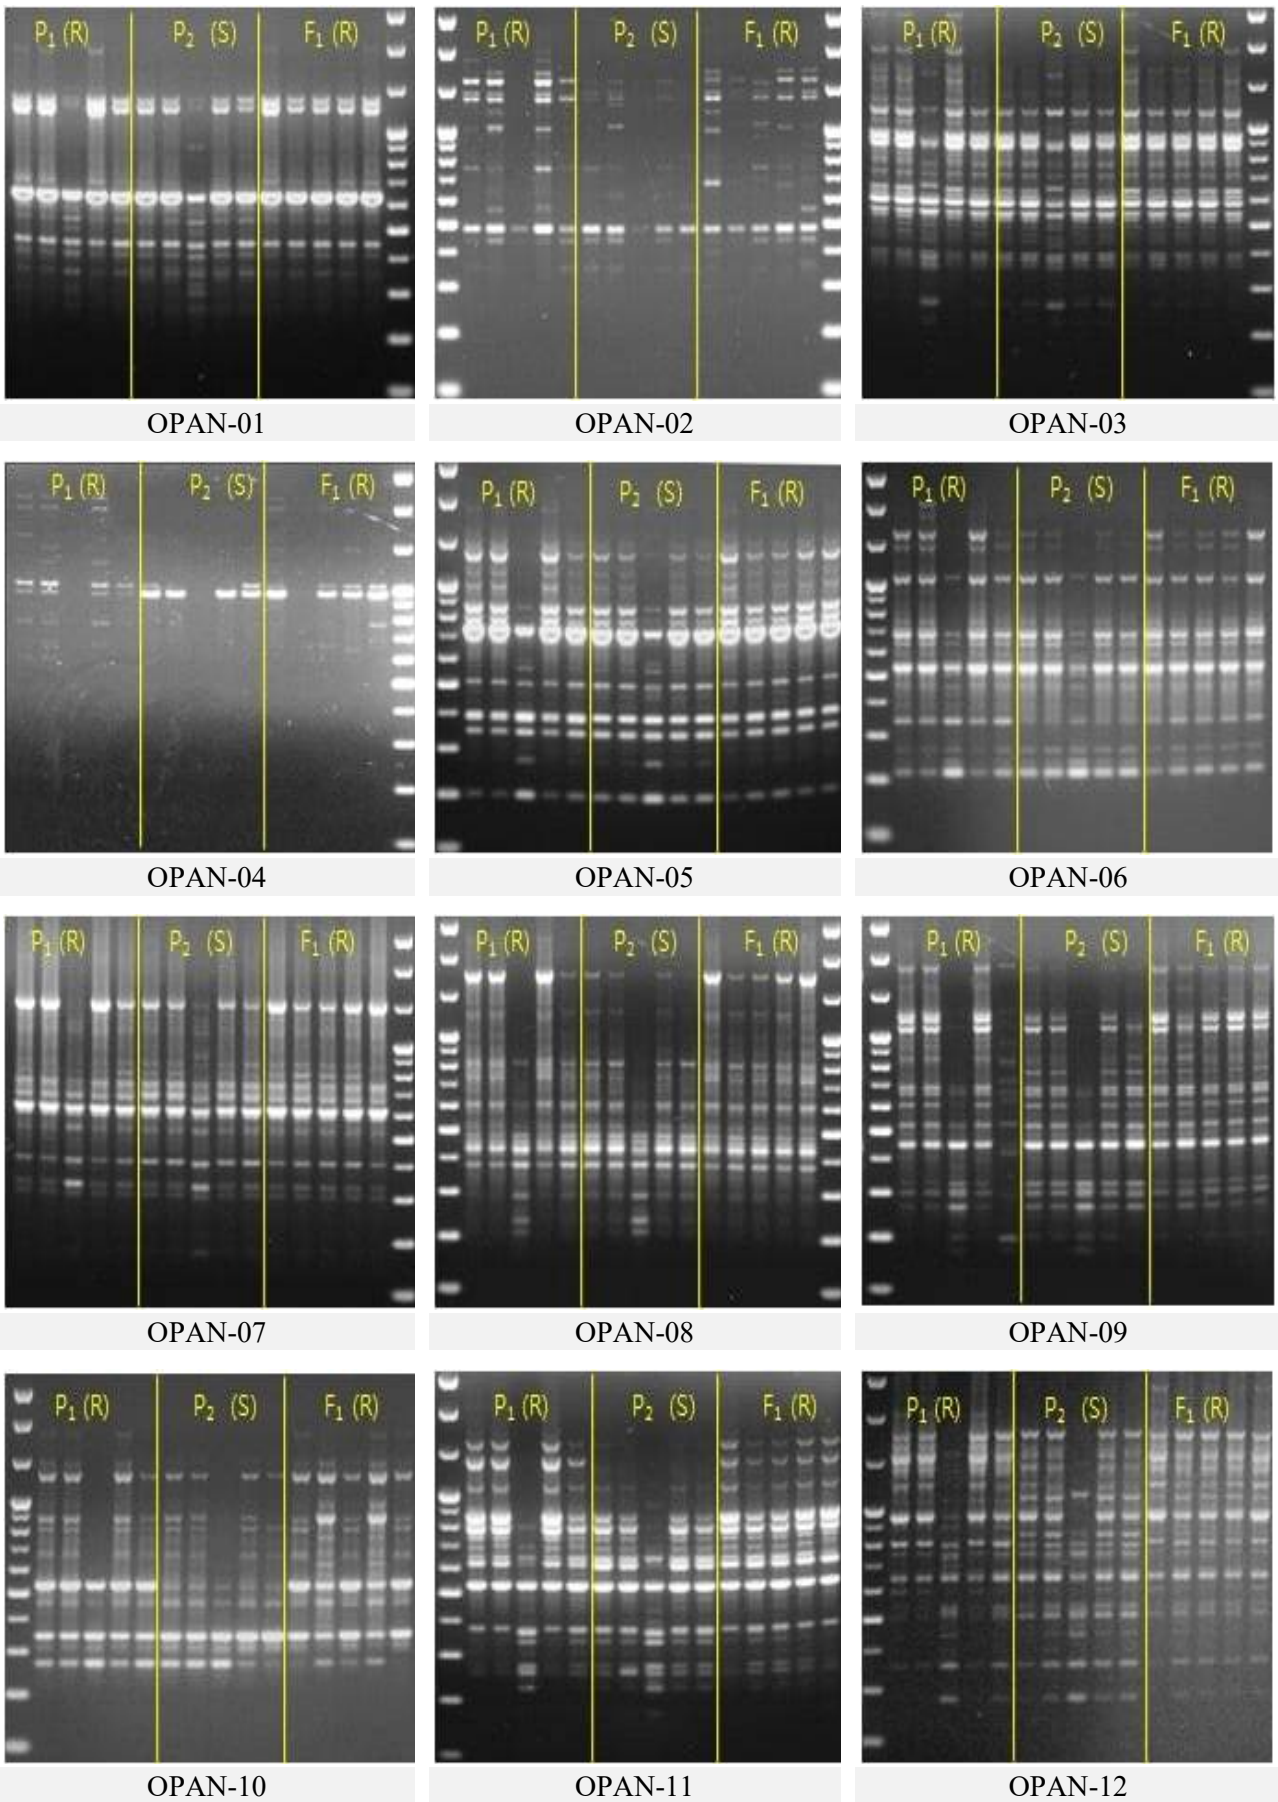 P₁ (R) P₂ (S) F₁ (R) P₁ (R) P₂ (S) F₁ (R) P₁ (R) P₂ (S) F₁ (R)
OPAN-01 OPAN-02 OPAN-03
P₁ (R) P₂ (S) F₁ (R) P₁ (R) P₂ (S) F₁ (R) P₁ (R) P₂ (S) F₁ (R)
OPAN-04 OPAN-05 OPAN-06
P₁ (R) P₂ (S) F₁ (R) P₁ (R) P₂ (S) F₁ (R) P₁ (R) P₂ (S) F₁ (R)
OPAN-07 OPAN-08 OPAN-09
P₁ (R) P₂ (S) F₁ (R) P₁ (R) P₂ (S) F₁ (R) P₁ (R) P₂ (S) F₁ (R)
OPAN-10 OPAN-11 OPAN-12